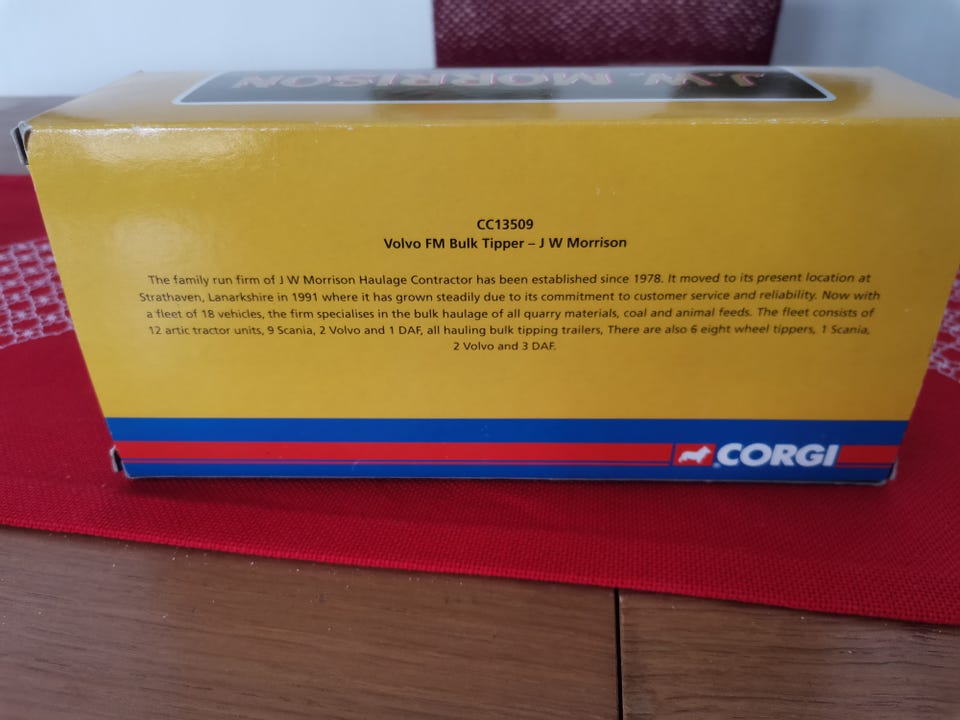 J.W. MORRISON
CC13509
Volvo FM Bulk Tipper – J W Morrison
The family run firm of J W Morrison Haulage Contractor has been established since 1978. It moved to its present location at
Strathaven, Lanarkshire in 1991 where it has grown steadily due to its commitment to customer service and reliability. Now with
a fleet of 18 vehicles, the firm specialises in the bulk haulage of all quarry materials, coal and animal feeds. The fleet consists of
12 artic tractor units, 9 Scania, 2 Volvo and 1 DAF, all hauling bulk tipping trailers, There are also 6 eight wheel tippers, 1 Scania,
2 Volvo and 3 DAF.
CORGI